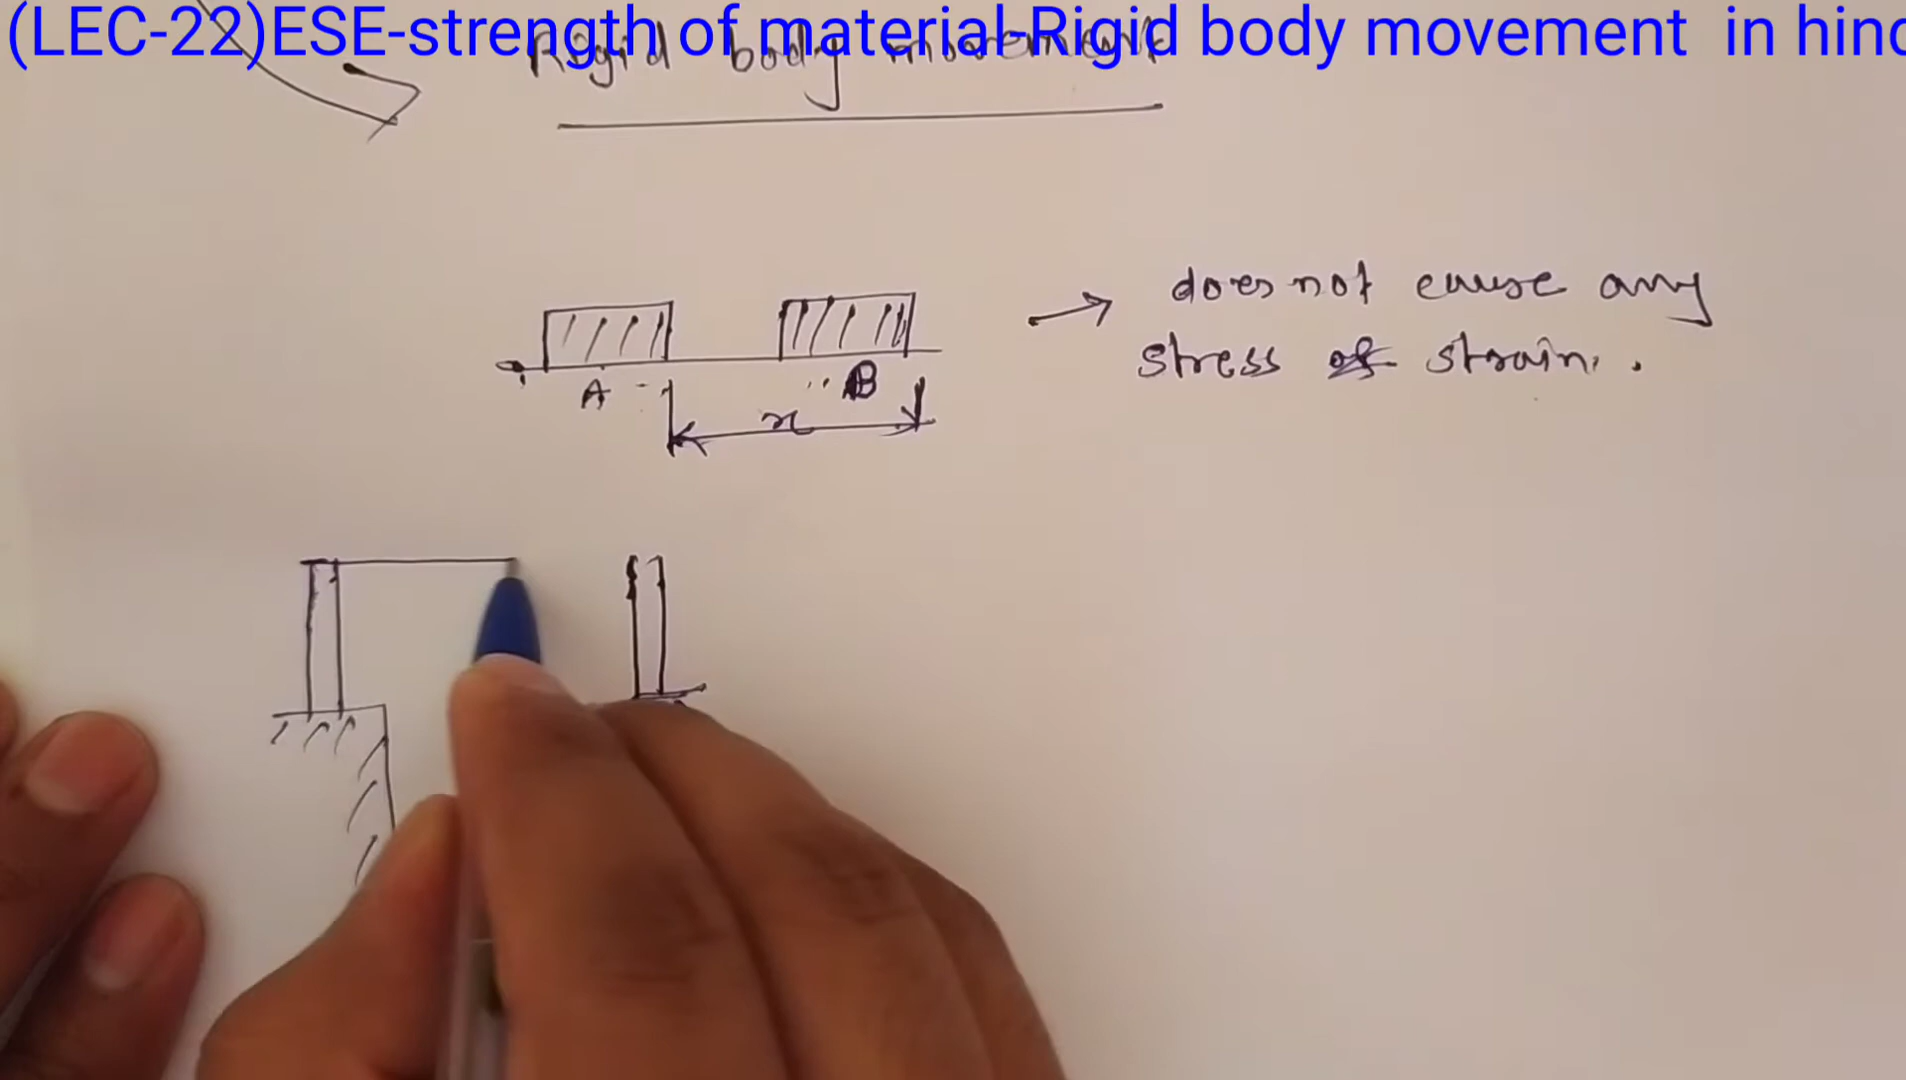 (LEC-22)ESE-strength of material-Rigid body movement in hind
Rigid body movement
does not cause any
stress of strain.
A B
x